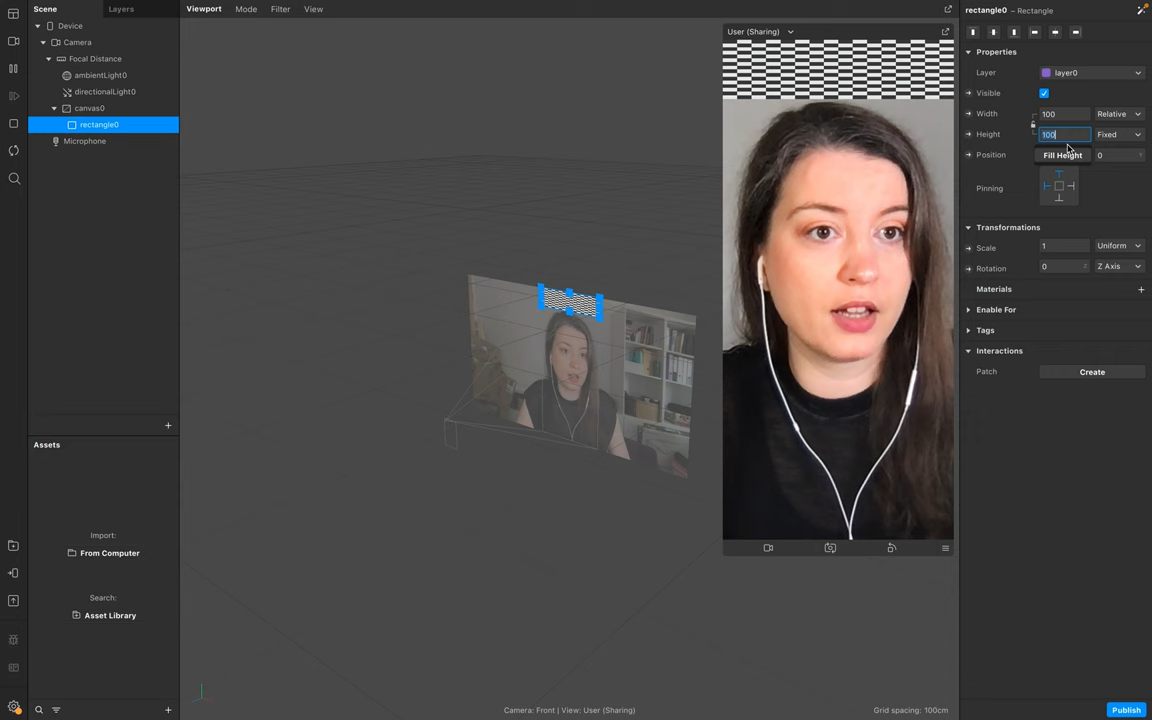 Scene Layers
Device
Camera
Focal Distance
ambientLight0
directionalLight0
canvas0
rectangle0
Microphone
Assets
Import:
From Computer
Search:
Asset Library
Viewport Mode Filter View
User (Sharing)
Camera: Front | View: User (Sharing)
Grid spacing: 100cm
rectangle0 – Rectangle
Properties
Layer layer0
Visible
Width 100 Relative
Height 100 Fixed
Position Fill Height 0 Y
Pinning
Transformations
Scale 1 Uniform
Rotation 0 Z Axis
Materials
Enable For
Tags
Interactions
Patch Create
Publish